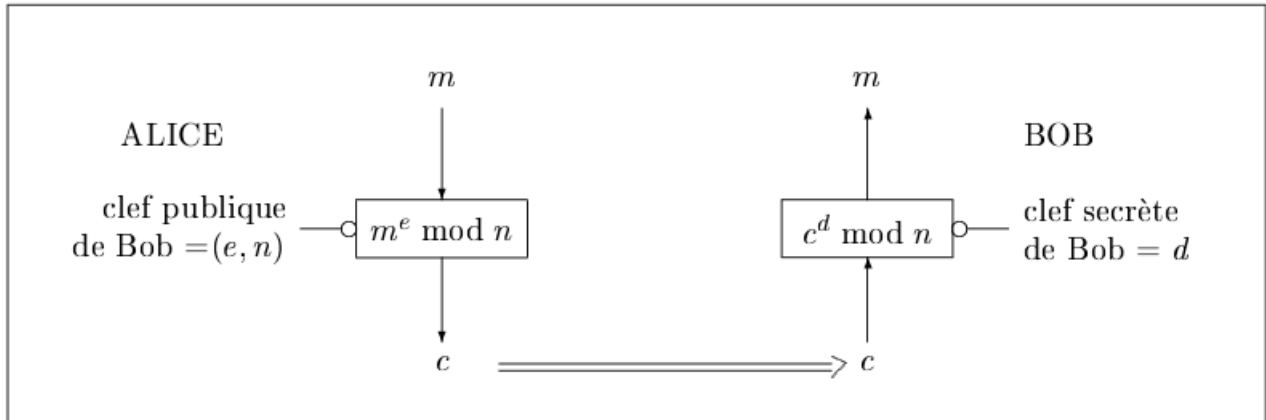 m
ALICE
clef publique
de Bob =(e, n)
m^e mod n
c
m
BOB
clef secrète
de Bob = d
c^d mod n
c